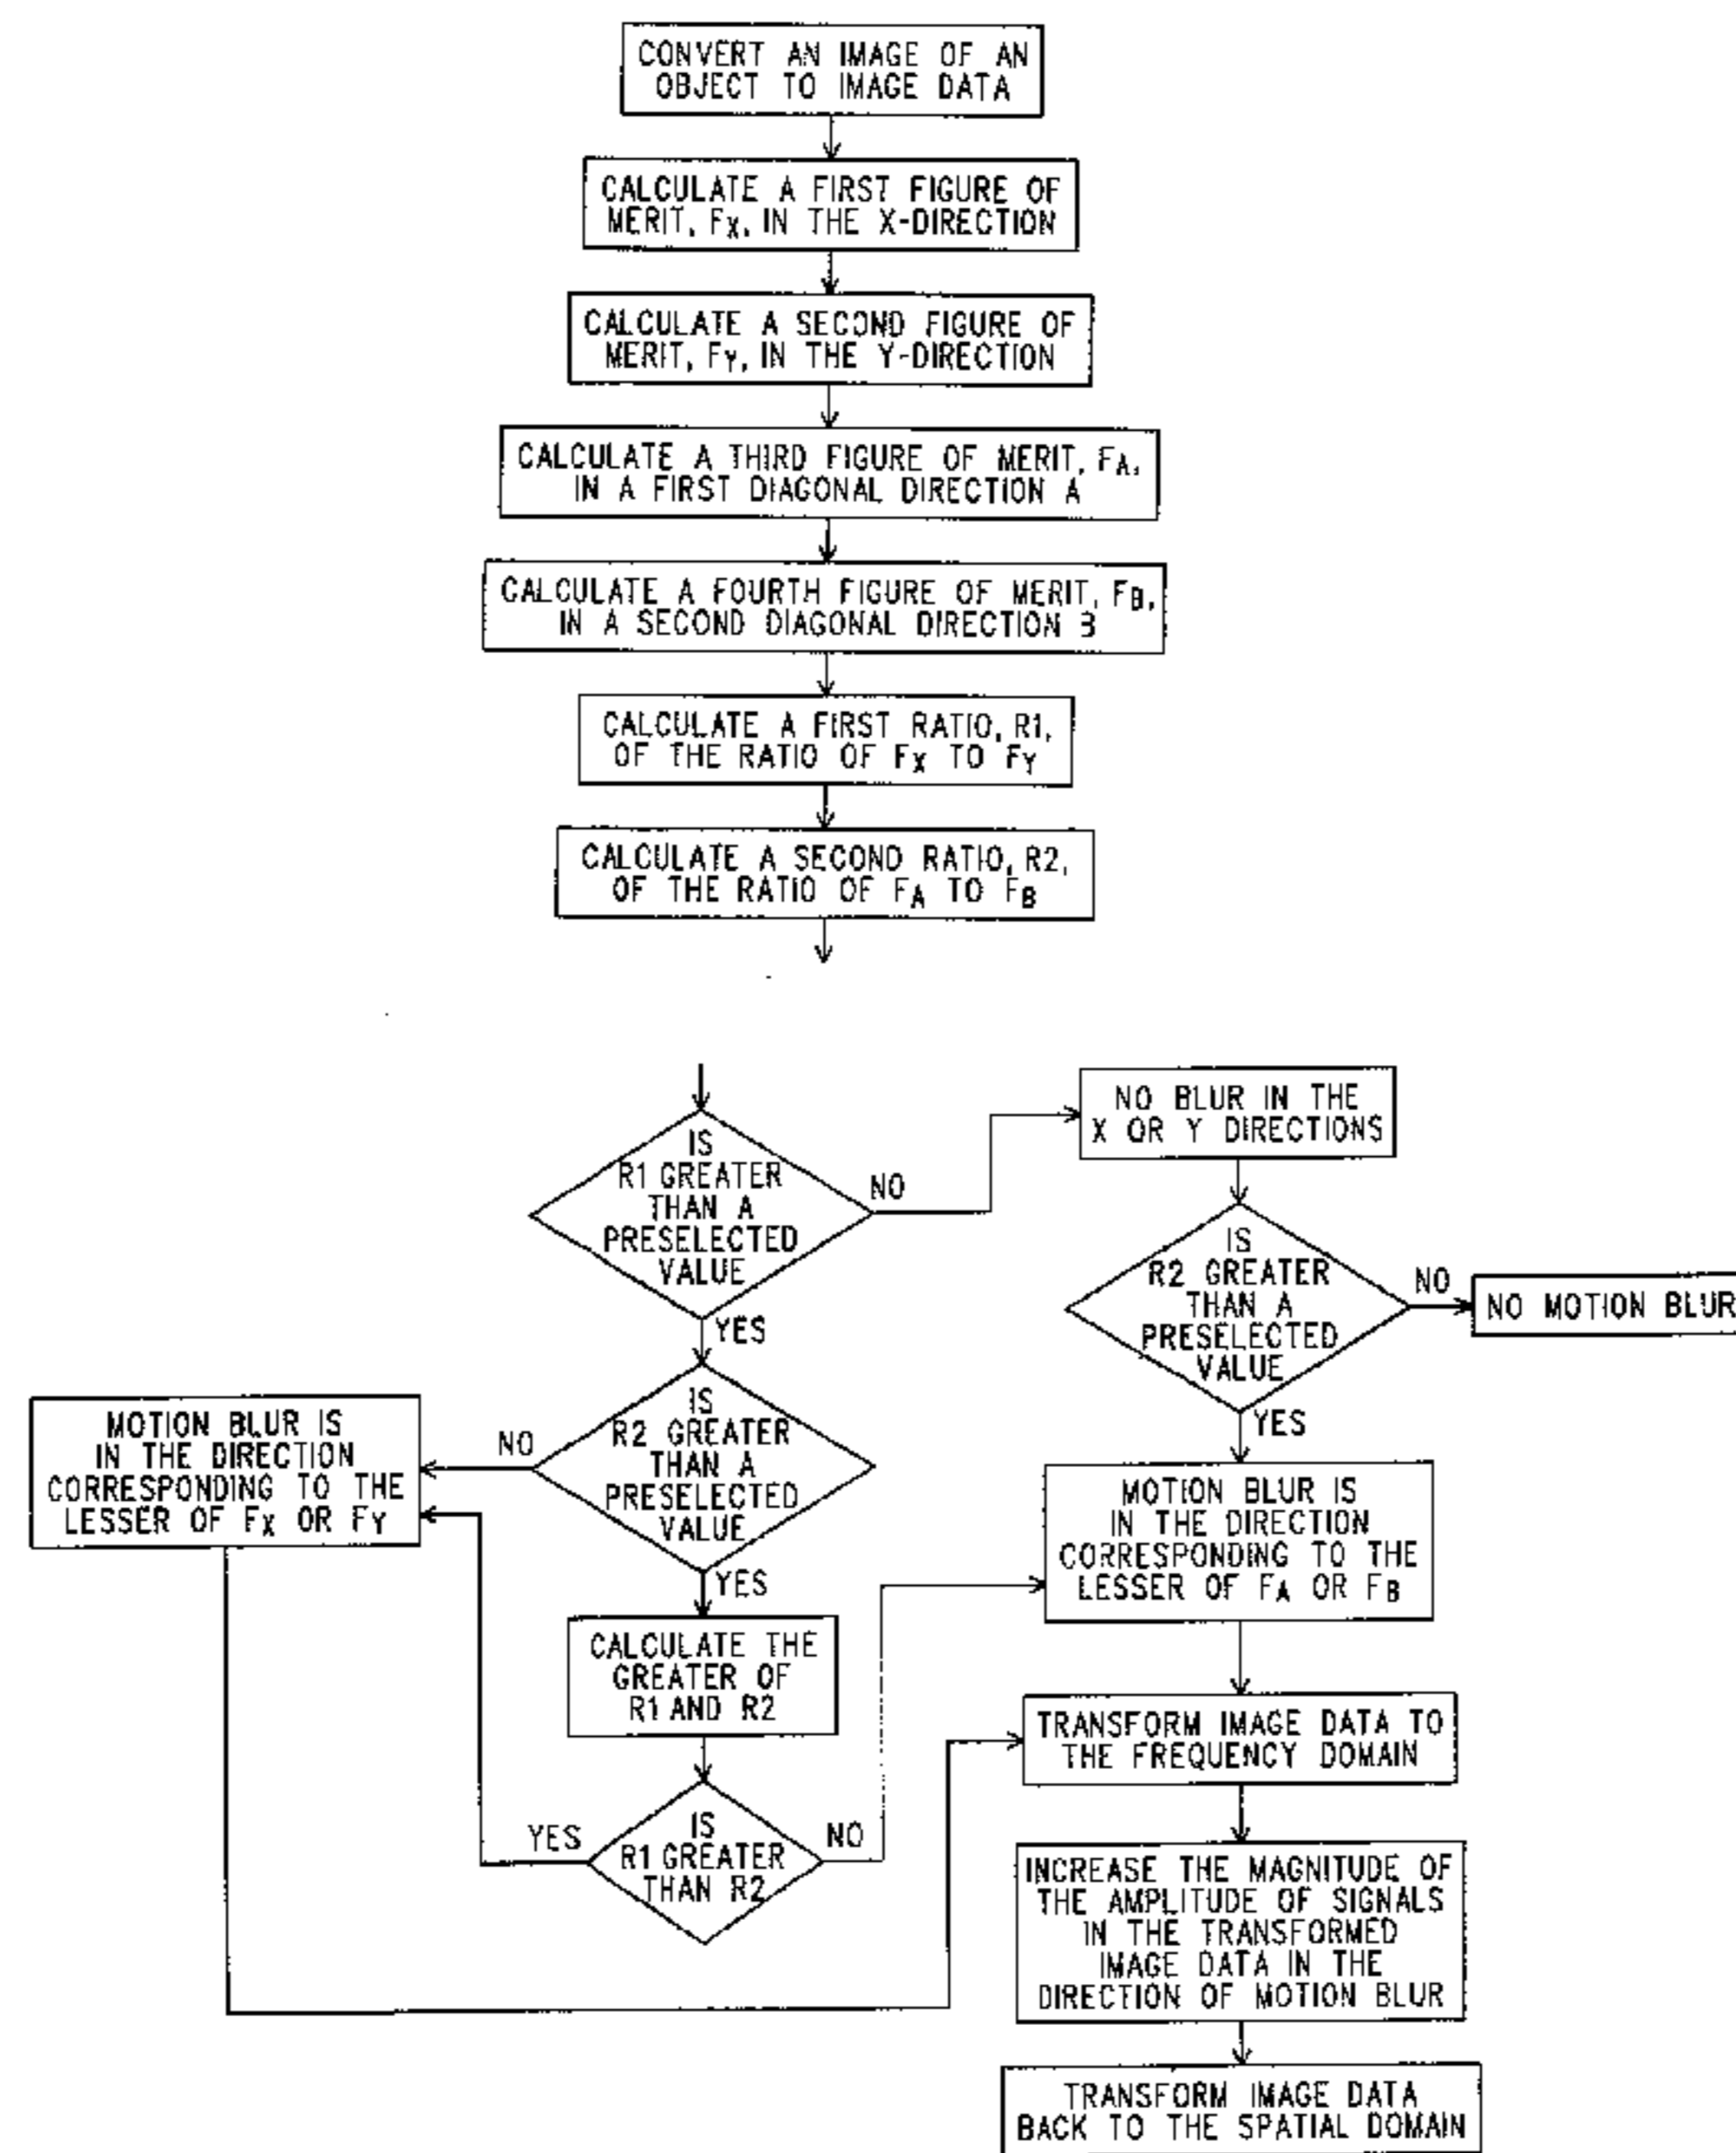 CONVERT AN IMAGE OF AN
OBJECT TO IMAGE DATA
CALCULATE A FIRST FIGURE OF
MERIT, FX, IN THE X-DIRECTION
CALCULATE A SECOND FIGURE OF
MERIT, FY, IN THE Y-DIRECTION
CALCULATE A THIRD FIGURE OF MERIT, FA,
IN A FIRST DIAGONAL DIRECTION A
CALCULATE A FOURTH FIGURE OF MERIT, FB,
IN A SECOND DIAGONAL DIRECTION B
CALCULATE A FIRST RATIO, R1,
OF THE RATIO OF FX TO FY
CALCULATE A SECOND RATIO, R2,
OF THE RATIO OF FA TO FB
IS
R1 GREATER
THAN A
PRESELECTED
VALUE
NO
YES
NO BLUR IN THE
X OR Y DIRECTIONS
IS
R2 GREATER
THAN A
PRESELECTED
VALUE
NO
YES
NO MOTION BLUR
IS
R2 GREATER
THAN A
PRESELECTED
VALUE
NO
YES
MOTION BLUR IS
IN THE DIRECTION
CORRESPONDING TO THE
LESSER OF FX OR FY
MOTION BLUR IS
IN THE DIRECTION
CORRESPONDING TO THE
LESSER OF FA OR FB
CALCULATE THE
GREATER OF
R1 AND R2
IS
R1 GREATER
THAN R2
YES
NO
TRANSFORM IMAGE DATA TO
THE FREQUENCY DOMAIN
INCREASE THE MAGNITUDE OF
THE AMPLITUDE OF SIGNALS
IN THE TRANSFORMED
IMAGE DATA IN THE
DIRECTION OF MOTION BLUR
TRANSFORM IMAGE DATA
BACK TO THE SPATIAL DOMAIN